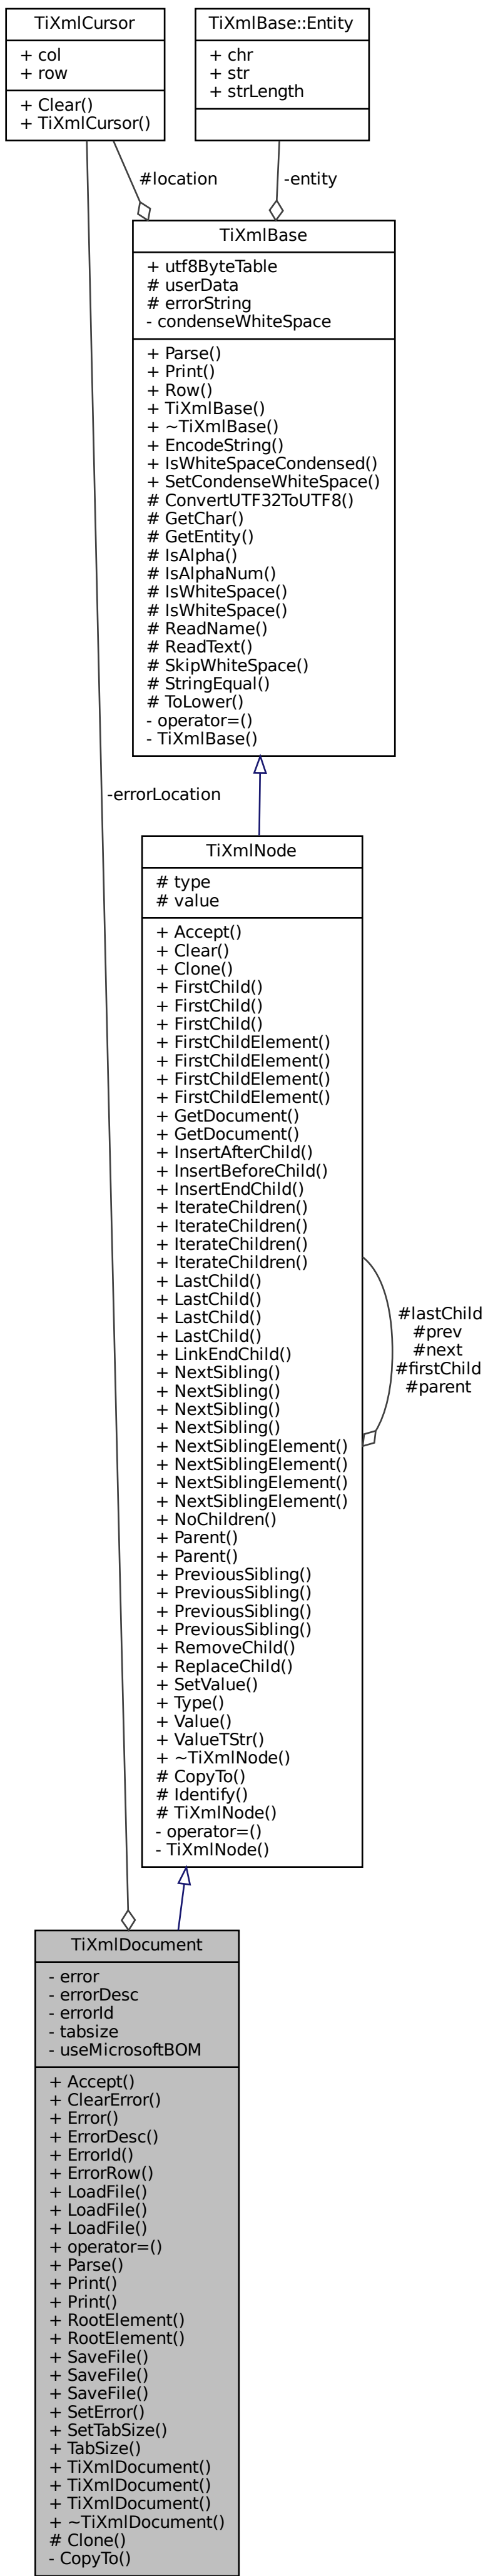 TiXmlCursor
+ col
+ row
+ Clear()
+ TiXmlCursor()
TiXmlBase::Entity
+ chr
+ str
+ strLength
#location
-entity
TiXmlBase
+ utf8ByteTable
# userData
# errorString
- condenseWhiteSpace
+ Parse()
+ Print()
+ Row()
+ TiXmlBase()
+ ~TiXmlBase()
+ EncodeString()
+ IsWhiteSpaceCondensed()
+ SetCondenseWhiteSpace()
# ConvertUTF32ToUTF8()
# GetChar()
# GetEntity()
# IsAlpha()
# IsAlphaNum()
# IsWhiteSpace()
# IsWhiteSpace()
# ReadName()
# ReadText()
# SkipWhiteSpace()
# StringEqual()
# ToLower()
- operator=()
- TiXmlBase()
-errorLocation
TiXmlNode
# type
# value
+ Accept()
+ Clear()
+ Clone()
+ FirstChild()
+ FirstChild()
+ FirstChild()
+ FirstChildElement()
+ FirstChildElement()
+ FirstChildElement()
+ FirstChildElement()
+ GetDocument()
+ GetDocument()
+ InsertAfterChild()
+ InsertBeforeChild()
+ InsertEndChild()
+ IterateChildren()
+ IterateChildren()
+ IterateChildren()
+ IterateChildren()
+ LastChild()
+ LastChild()
+ LastChild()
+ LastChild()
+ LinkEndChild()
+ NextSibling()
+ NextSibling()
+ NextSibling()
+ NextSibling()
+ NextSiblingElement()
+ NextSiblingElement()
+ NextSiblingElement()
+ NextSiblingElement()
+ NoChildren()
+ Parent()
+ Parent()
+ PreviousSibling()
+ PreviousSibling()
+ PreviousSibling()
+ PreviousSibling()
+ RemoveChild()
+ ReplaceChild()
+ SetValue()
+ Type()
+ Value()
+ ValueTStr()
+ ~TiXmlNode()
# CopyTo()
# Identify()
# TiXmlNode()
- operator=()
- TiXmlNode()
#lastChild
#prev
#next
#firstChild
#parent
TiXmlDocument
- error
- errorDesc
- errorId
- tabsize
- useMicrosoftBOM
+ Accept()
+ ClearError()
+ Error()
+ ErrorDesc()
+ ErrorId()
+ ErrorRow()
+ LoadFile()
+ LoadFile()
+ LoadFile()
+ operator=()
+ Parse()
+ Print()
+ Print()
+ RootElement()
+ RootElement()
+ SaveFile()
+ SaveFile()
+ SaveFile()
+ SetError()
+ SetTabSize()
+ TabSize()
+ TiXmlDocument()
+ TiXmlDocument()
+ TiXmlDocument()
+ ~TiXmlDocument()
# Clone()
- CopyTo()